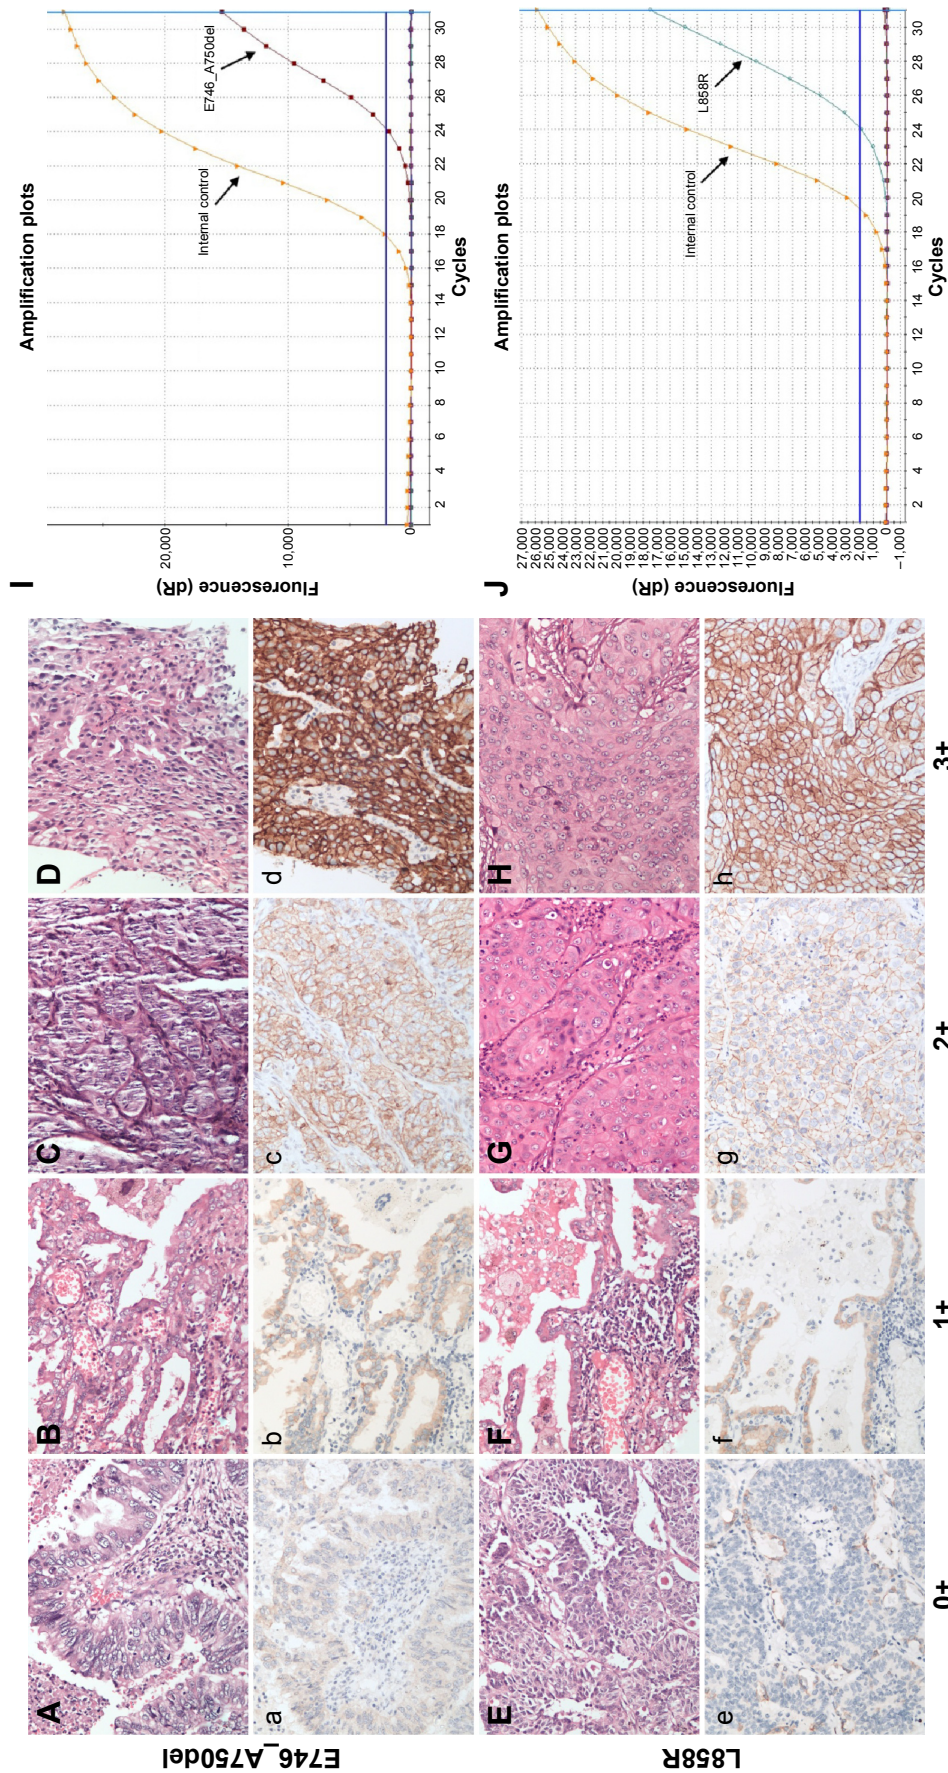 E746_A750del
A
B
C
D
a
b
c
d
L858R
E
F
G
H
e
f
g
h
0+
1+
2+
3+
I
Amplification plots
Fluorescence (dR)
20,000
10,000
0
Internal control
E746_A750del
2 4 6 8 10 12 14 16 18 20 22 24 26 28 30
Cycles
J
Amplification plots
Fluorescence (dR)
27,000
26,000
25,000
24,000
23,000
22,000
21,000
20,000
19,000
18,000
17,000
16,000
15,000
14,000
13,000
12,000
11,000
10,000
9,000
8,000
7,000
6,000
5,000
4,000
3,000
2,000
1,000
0
−1,000
Internal control
L858R
2 4 6 8 10 12 14 16 18 20 22 24 26 28 30
Cycles